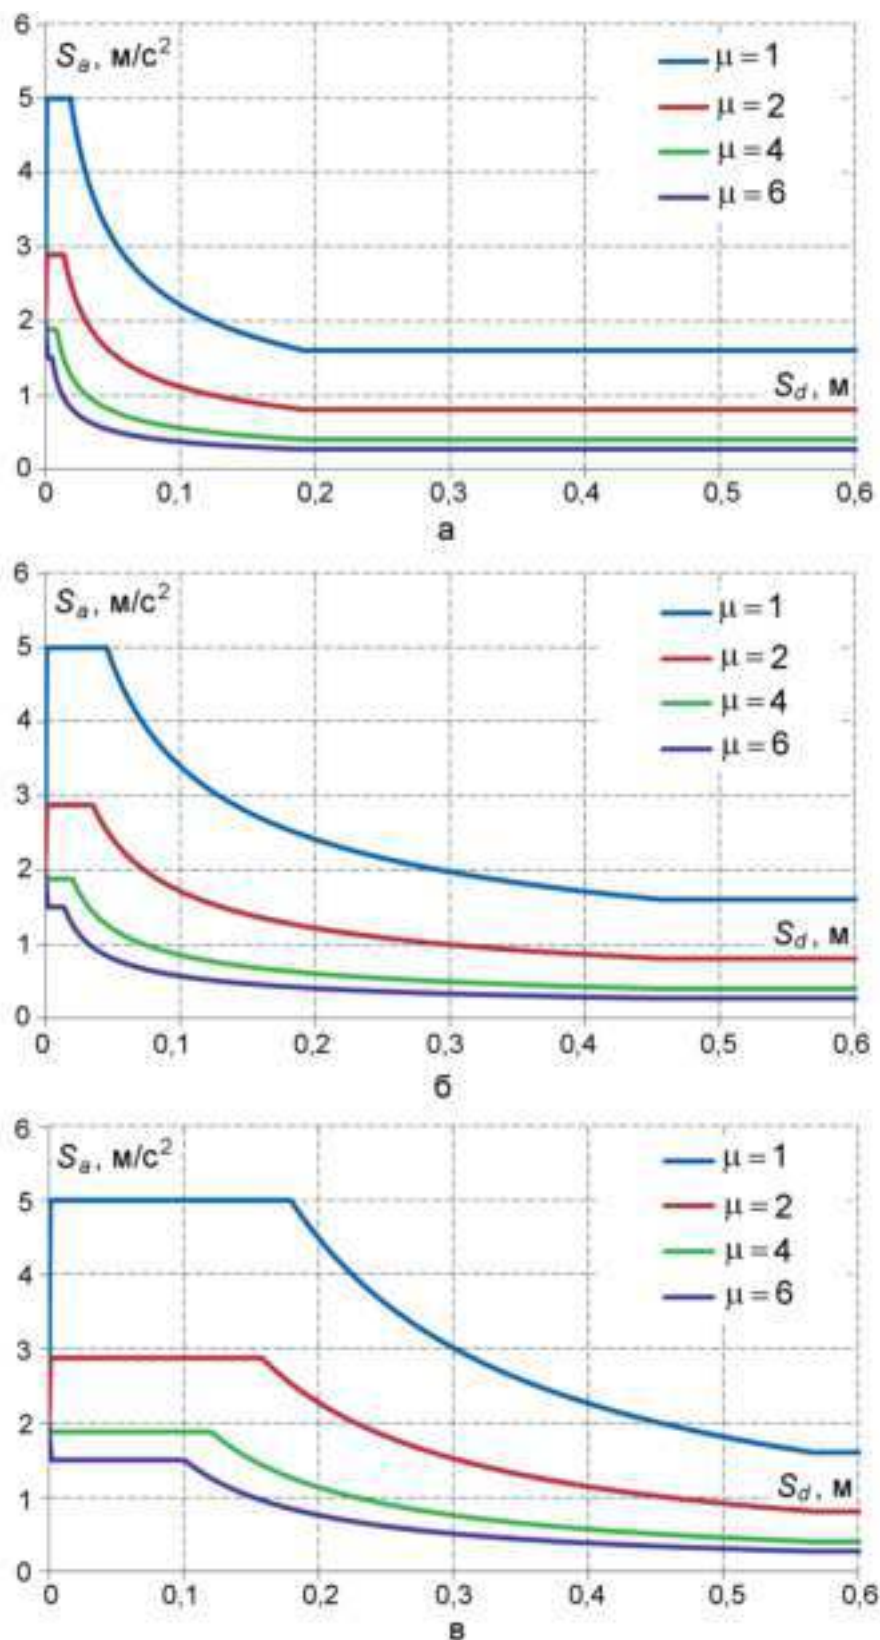 6
Sa, м/с²
μ = 1
5
μ = 2
4
μ = 4
μ = 6
3
2
1
Sd, м
0
0 0,1 0,2 0,3 0,4 0,5 0,6
а
6
Sa, м/с²
μ = 1
5
μ = 2
4
μ = 4
μ = 6
3
2
1
Sd, м
0
0 0,1 0,2 0,3 0,4 0,5 0,6
б
6
Sa, м/с²
μ = 1
5
μ = 2
4
μ = 4
μ = 6
3
2
1
Sd, м
0
0 0,1 0,2 0,3 0,4 0,5 0,6
в